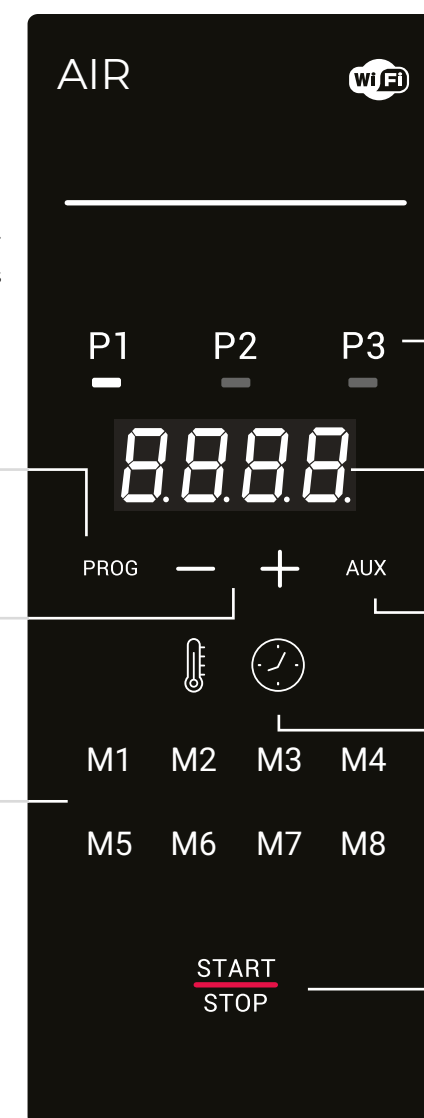 AIR WiFi
P1 P2 P3
8.8.8.8.
PROG − + AUX
M1 M2 M3 M4
M5 M6 M7 M8
START
STOP